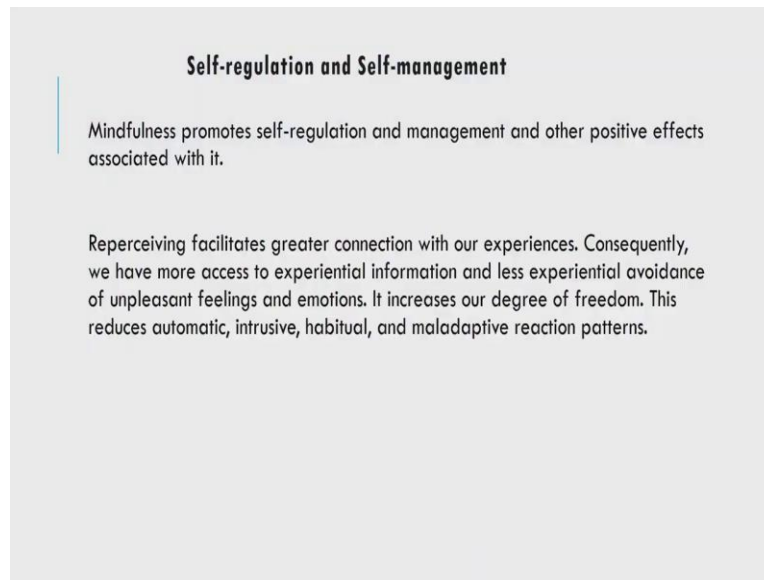 Self-regulation and Self-management
Mindfulness promotes self-regulation and management and other positive effects
associated with it.
Reperceiving facilitates greater connection with our experiences. Consequently,
we have more access to experiential information and less experiential avoidance
of unpleasant feelings and emotions. It increases our degree of freedom. This
reduces automatic, intrusive, habitual, and maladaptive reaction patterns.